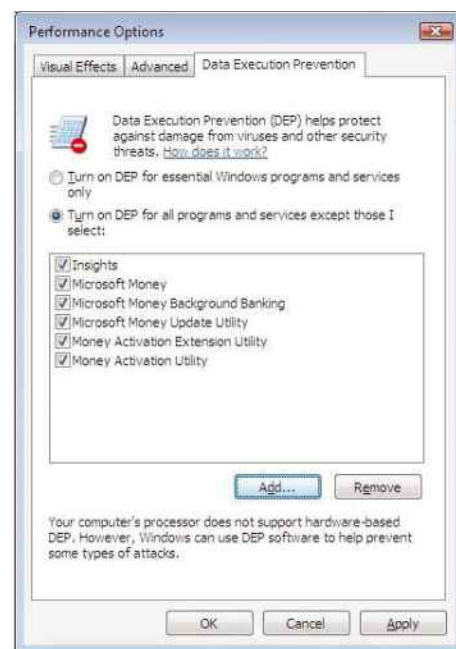 Performance Options
Visual Effects
Advanced
Data Execution Prevention
Data Execution Prevention (DEP) helps protect
against damage from viruses and other security
threats. How does it work?
Turn on DEP for essential Windows programs and services
only
Turn on DEP for all programs and services except those I
select:
Insights
Microsoft Money
Microsoft Money Background Banking
Microsoft Money Update Utility
Money Activation Extension Utility
Money Activation Utility
Add...
Remove
Your computer's processor does not support hardware-based
DEP. However, Windows can use DEP software to help prevent
some types of attacks.
OK
Cancel
Apply